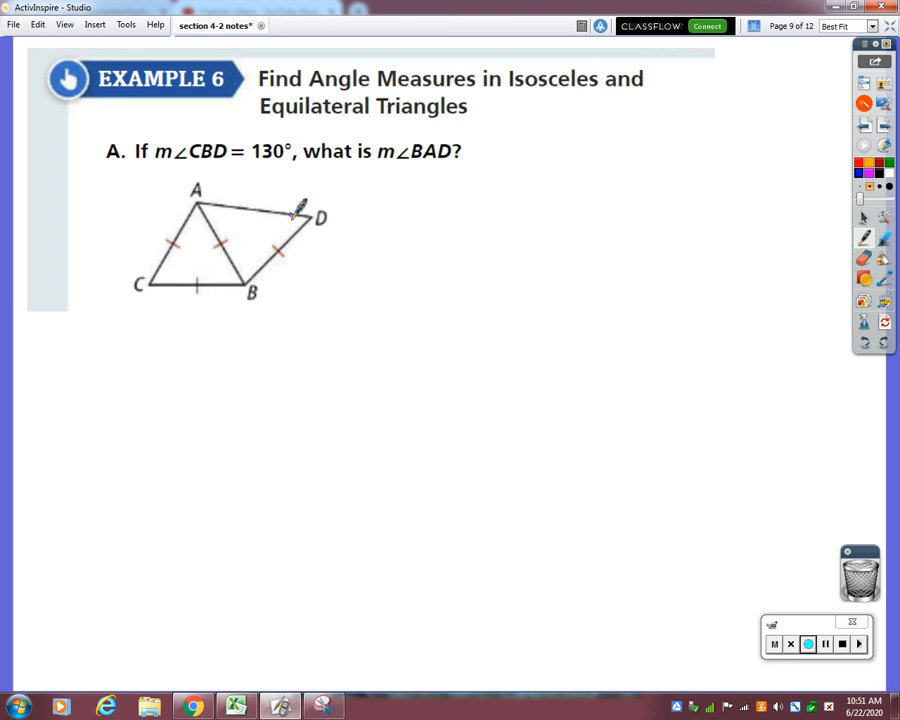 ActivInspire - Studio
File Edit View Insert Tools Help section 4-2 notes* CLASSFLOW Connect Page 9 of 12 Best Fit
EXAMPLE 6 Find Angle Measures in Isosceles and
Equilateral Triangles
A. If m∠CBD = 130°, what is m∠BAD?
A
D
C
B
M
10:51 AM
6/22/2020